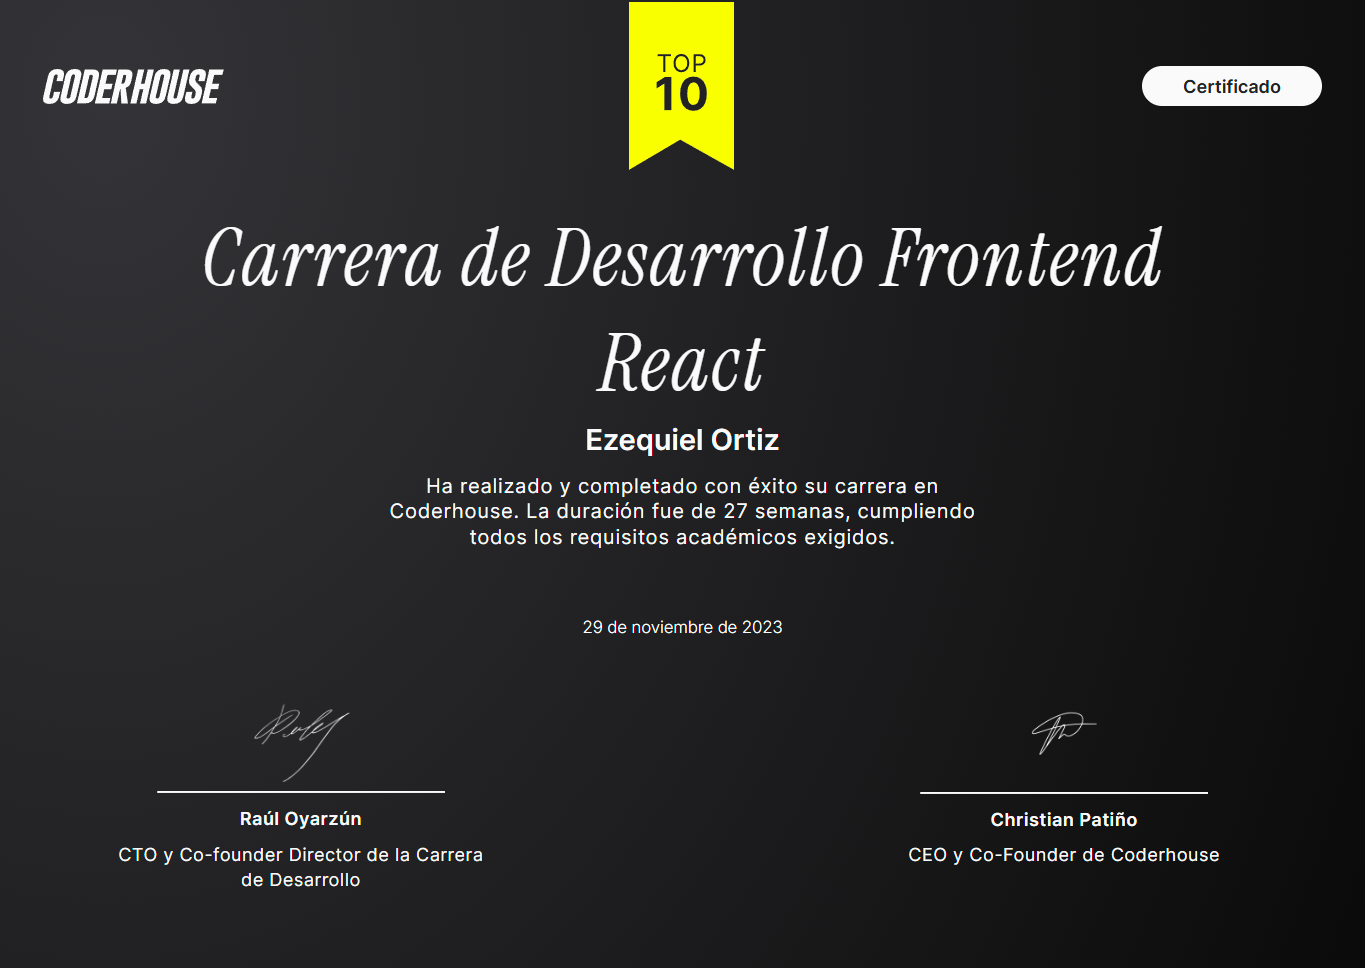 CODERHOUSE
TOP
10
Certificado
Carrera de Desarrollo Frontend
React
Ezequiel Ortiz
Ha realizado y completado con éxito su carrera en
Coderhouse. La duración fue de 27 semanas, cumpliendo
todos los requisitos académicos exigidos.
29 de noviembre de 2023
Raúl Oyarzún
CTO y Co-founder Director de la Carrera
de Desarrollo
Christian Patiño
CEO y Co-Founder de Coderhouse